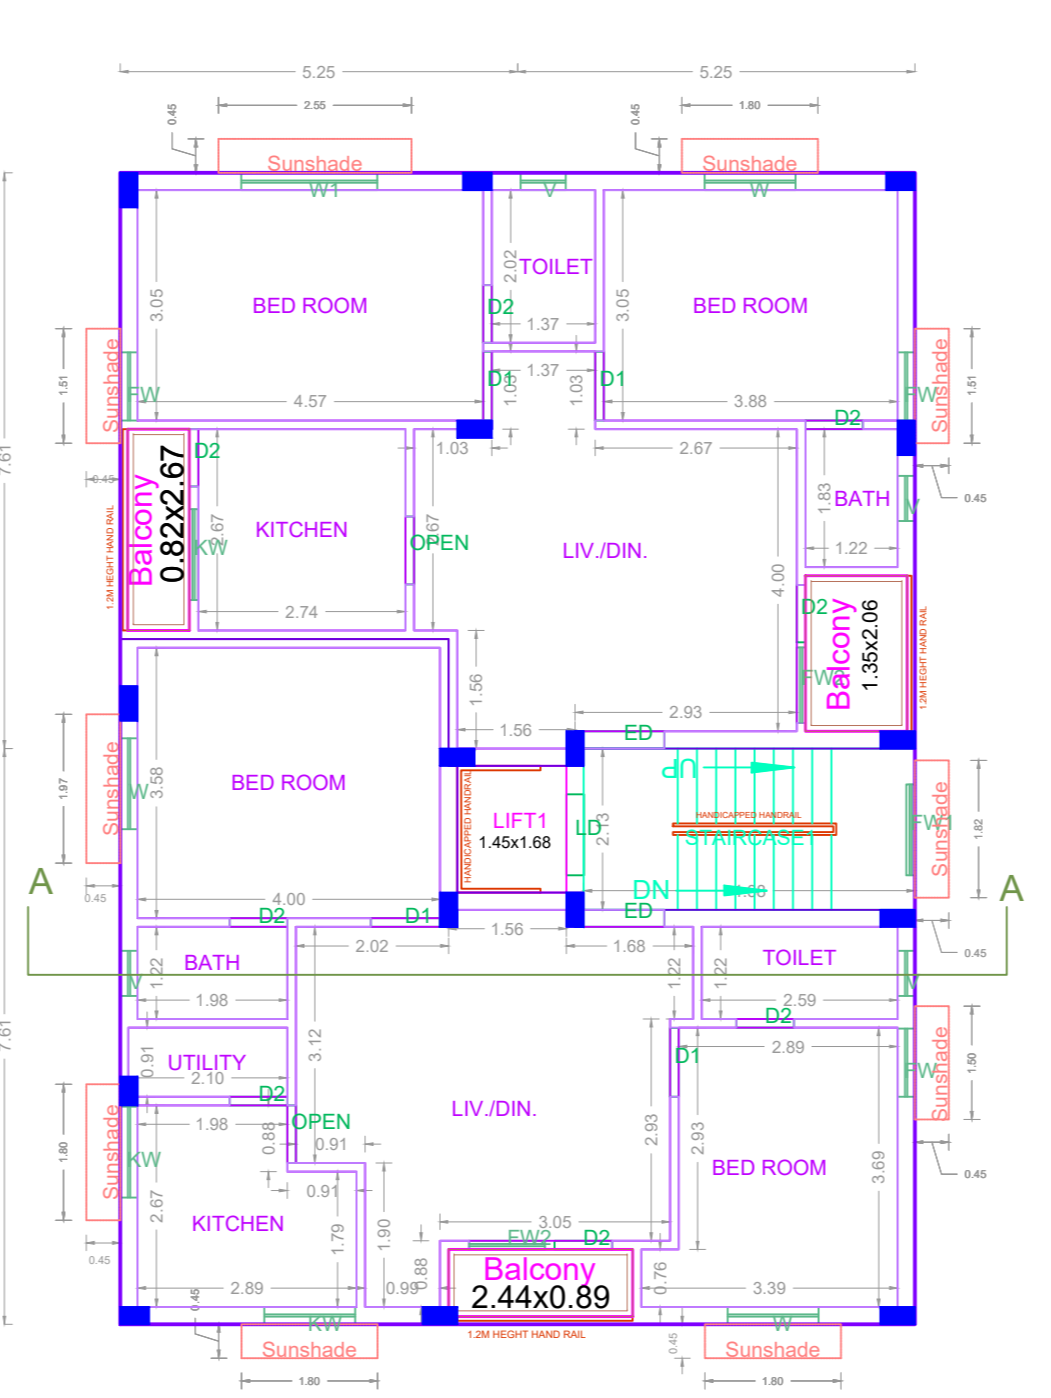 5.25
5.25
0.45
2.55
0.45
1.80
Sunshade
Sunshade
W1
V
W
TOILET
2.02
BED ROOM
BED ROOM
3.05
3.05
D2
1.37
1.51
Sunshade
FW
D1
1.37
D1
1.03
1.03
4.57
3.88
FW
Sunshade
1.51
D2
7.61
0.45
D2
1.03
2.67
Balcony
0.82x2.67
KITCHEN
2.67
KW
OPEN
2.67
LIV./DIN.
1.83
BATH
V
0.45
1.22
4.00
1.2M HEGHT HAND RAIL
2.74
D2
Balcony
1.35x2.06
FW2
1.2M HEGHT HAND RAIL
1.56
2.93
1.56
ED
UP
BED ROOM
3.58
1.97
Sunshade
W
HANDICAPPED HANDRAIL
LIFT1
1.45x1.68
LD
2.13
HANDICAPPED HANDRAIL
STAIRCASE1
FW1
Sunshade
1.82
A
DN
A
0.45
4.00
D2
D1
1.56
ED
2.02
1.68
0.45
BATH
1.22
V
1.98
1.22
1.22
TOILET
V
2.59
7.61
3.12
D2
0.91
UTILITY
2.10
D1
2.89
FW
Sunshade
1.50
D2
LIV./DIN.
1.98
OPEN
0.88
0.91
2.93
2.93
1.80
Sunshade
KW
BED ROOM
3.69
0.45
0.91
2.67
KITCHEN
1.79
1.90
3.05
FW2
D2
0.45
0.88
Balcony
2.44x0.89
0.76
2.89
0.99
3.39
0.45
KW
1.2M HEGHT HAND RAIL
W
0.45
Sunshade
Sunshade
1.80
1.80